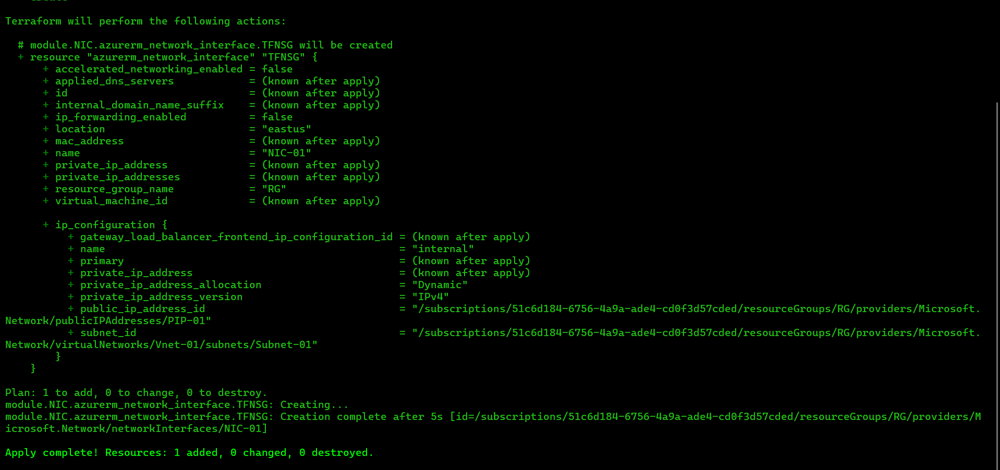 Terraform will perform the following actions:
# module.NIC.azurerm_network_interface.TFNSG will be created
+ resource "azurerm_network_interface" "TFNSG" {
+ accelerated_networking_enabled = false
+ applied_dns_servers = (known after apply)
+ id = (known after apply)
+ internal_domain_name_suffix = (known after apply)
+ ip_forwarding_enabled = false
+ location = "eastus"
+ mac_address = (known after apply)
+ name = "NIC-01"
+ private_ip_address = (known after apply)
+ private_ip_addresses = (known after apply)
+ resource_group_name = "RG"
+ virtual_machine_id = (known after apply)
+ ip_configuration {
+ gateway_load_balancer_frontend_ip_configuration_id = (known after apply)
+ name = "internal"
+ primary = (known after apply)
+ private_ip_address = (known after apply)
+ private_ip_address_allocation = "Dynamic"
+ private_ip_address_version = "IPv4"
+ public_ip_address_id = "/subscriptions/51c6d184-6756-4a9a-ade4-cd0f3d57cded/resourceGroups/RG/providers/Microsoft.
Network/publicIPAddresses/PIP-01"
+ subnet_id = "/subscriptions/51c6d184-6756-4a9a-ade4-cd0f3d57cded/resourceGroups/RG/providers/Microsoft.
Network/virtualNetworks/Vnet-01/subnets/Subnet-01"
}
}
Plan: 1 to add, 0 to change, 0 to destroy.
module.NIC.azurerm_network_interface.TFNSG: Creating...
module.NIC.azurerm_network_interface.TFNSG: Creation complete after 5s [id=/subscriptions/51c6d184-6756-4a9a-ade4-cd0f3d57cded/resourceGroups/RG/providers/M
icrosoft.Network/networkInterfaces/NIC-01]
Apply complete! Resources: 1 added, 0 changed, 0 destroyed.